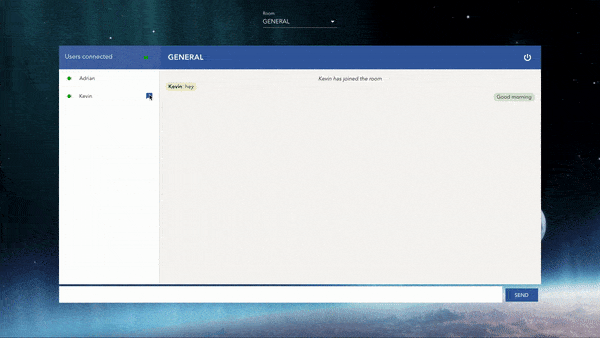 Room
GENERAL
Users connected
GENERAL
Adrian
Kevin
Kevin has joined the room
Kevin: hey
Good morning
SEND